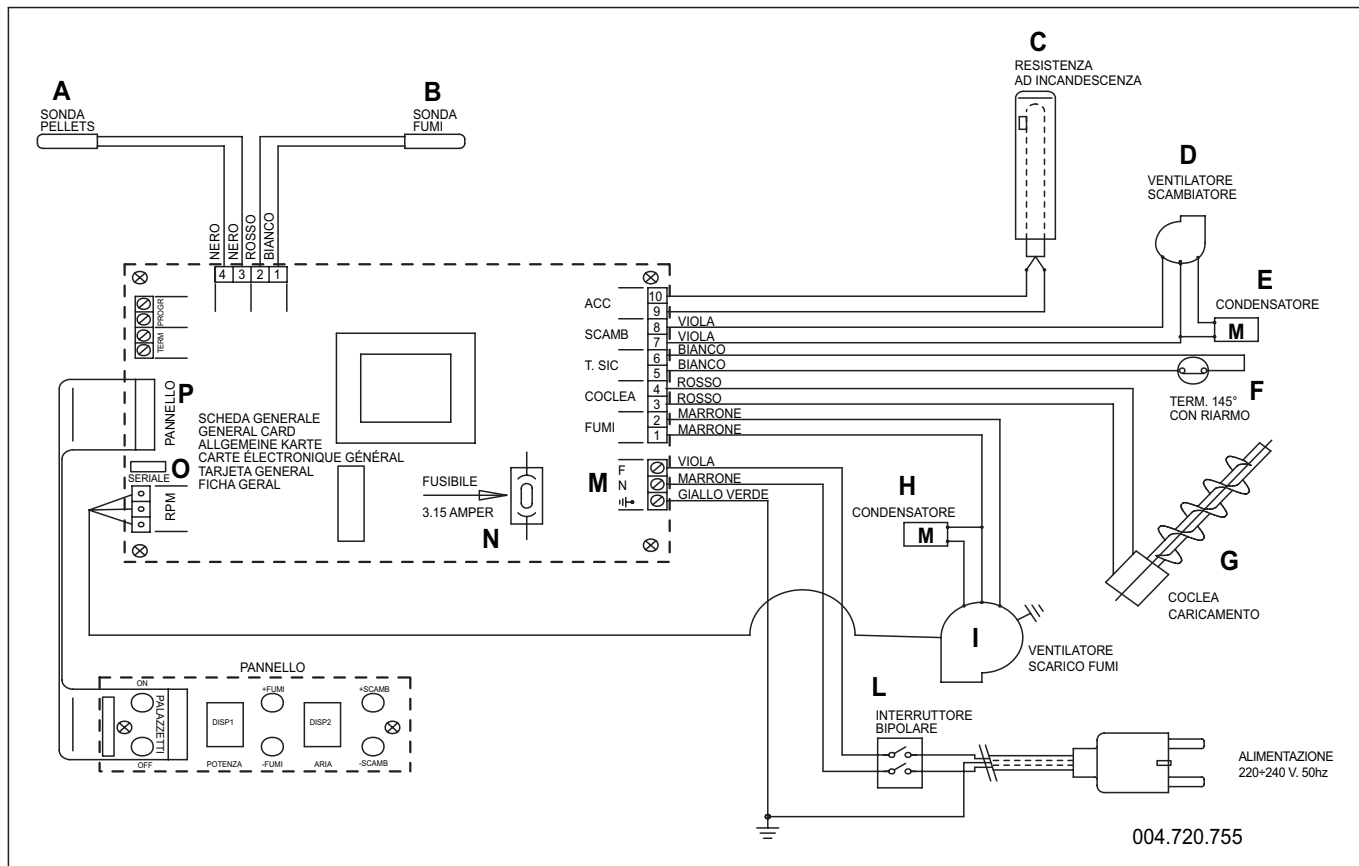 A
SONDA
PELLETS
B
SONDA
FUMI
C
RESISTENZA
AD INCANDESCENZA
D
VENTILATORE
SCAMBIATORE
E
CONDENSATORE
M
NERO
NERO
ROSSO
BIANCO
4 3 2 1
PROGR
TERM
ACC
SCAMB
T. SIC
COCLEA
FUMI
10
9
8
7
6
5
4
3
2
1
VIOLA
VIOLA
BIANCO
BIANCO
ROSSO
ROSSO
MARRONE
MARRONE
F
TERM. 145°
CON RIARMO
P
PANNELLO
SCHEDA GENERALE
GENERAL CARD
ALLGEMEINE KARTE
CARTE ÉLECTRONIQUE GÉNÉRAL
TARJETA GENERAL
FICHA GERAL
O
SERIALE
RPM
FUSIBILE
3.15 AMPER
N
M
F
N
VIOLA
MARRONE
GIALLO VERDE
H
CONDENSATORE
M
G
COCLEA
CARICAMENTO
I
VENTILATORE
SCARICO FUMI
PANNELLO
ON
OFF
PALAZZETTI
DISP1
POTENZA
+FUMI
-FUMI
DISP2
ARIA
+SCAMB
-SCAMB
L
INTERRUTTORE
BIPOLARE
ALIMENTAZIONE
220÷240 V. 50hz
004.720.755